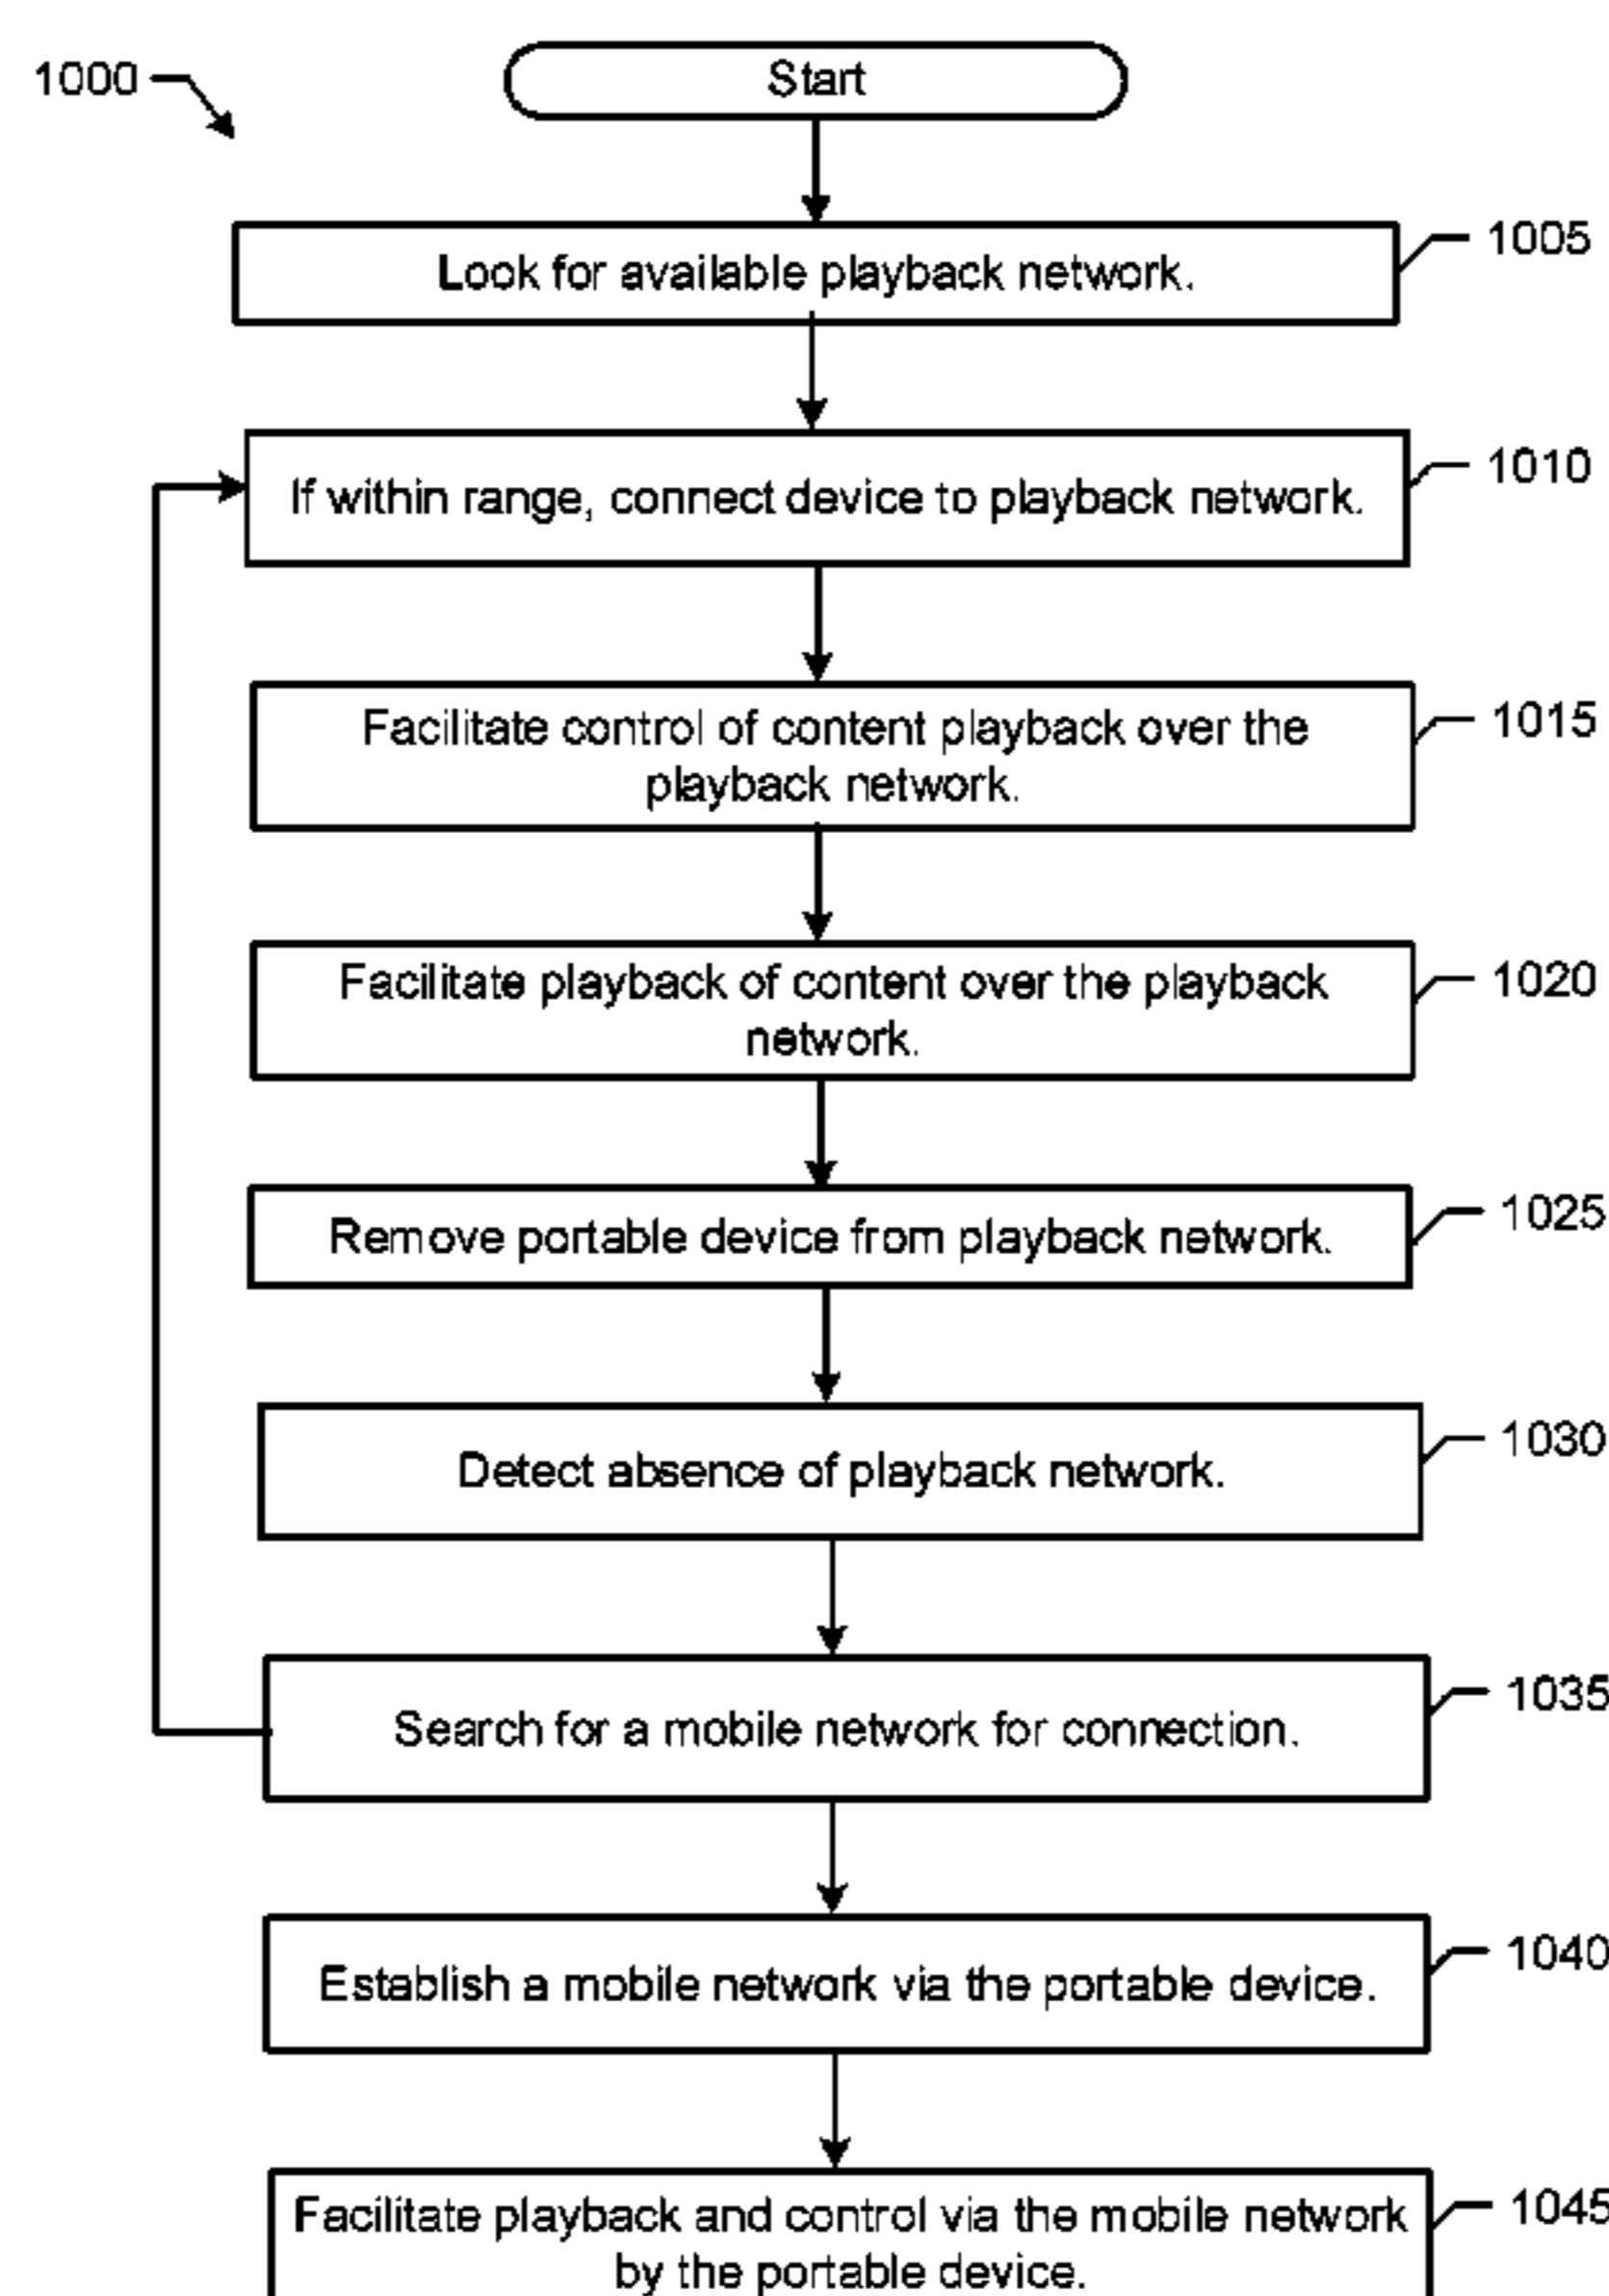 1000
Start
Look for available playback network.
1005
If within range, connect device to playback network.
1010
Facilitate control of content playback over the
playback network.
1015
Facilitate playback of content over the playback
network.
1020
Remove portable device from playback network.
1025
Detect absence of playback network.
1030
Search for a mobile network for connection.
1035
Establish a mobile network via the portable device.
1040
Facilitate playback and control via the mobile network
by the portable device.
1045